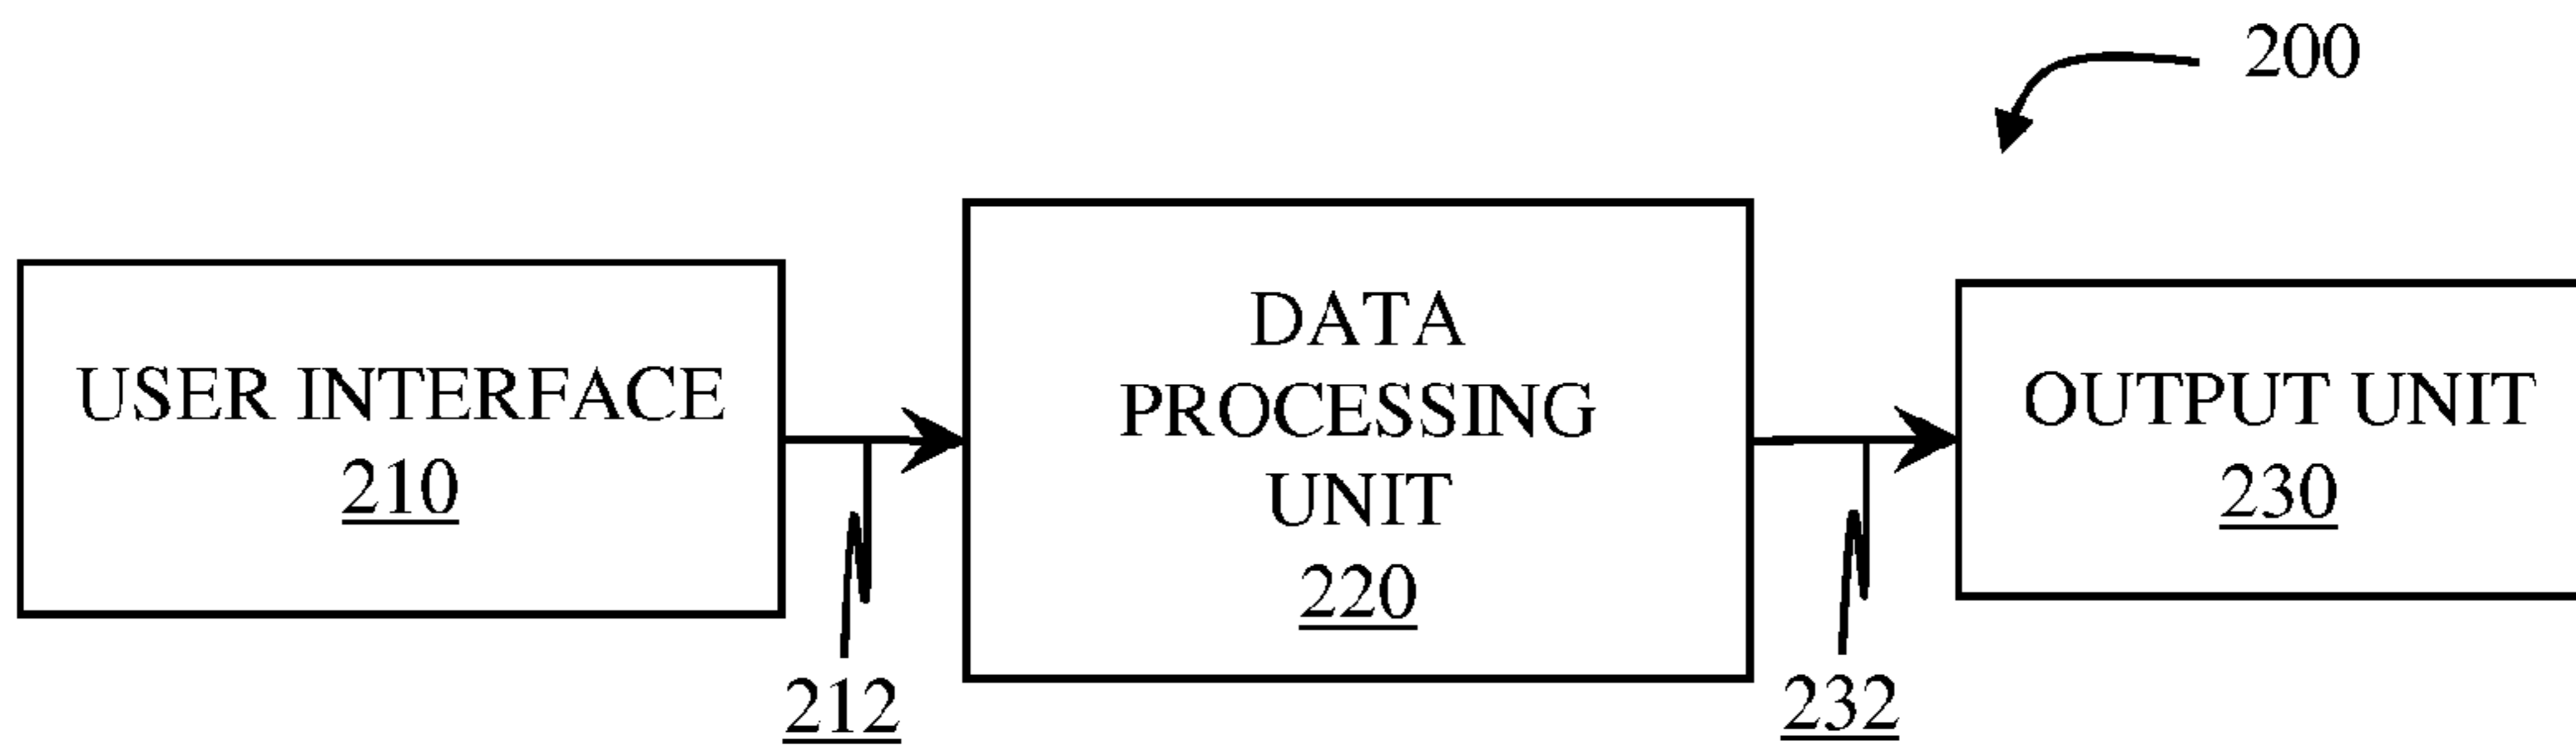 200
USER INTERFACE
210
212
DATA
PROCESSING
UNIT
220
232
OUTPUT UNIT
230